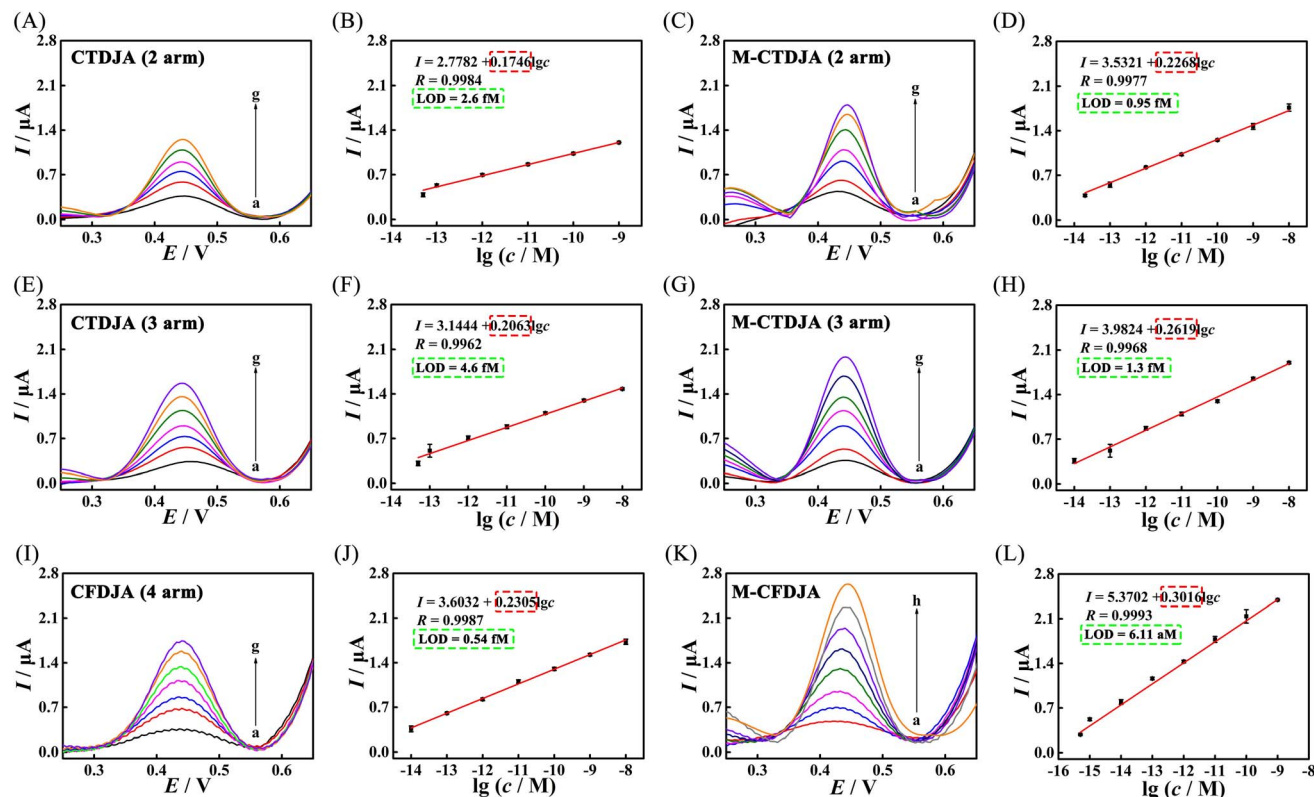 (A)
CTDJA (2 arm)
g
a
2.8
2.1
1.4
0.7
0.0
I / μA
0.3 0.4 0.5 0.6
E / V
(B)
I = 2.7782 +0.1746lgc
R = 0.9984
LOD = 2.6 fM
2.8
2.1
1.4
0.7
0.0
I / μA
-14 -13 -12 -11 -10 -9 -8
lg (c / M)
(C)
M-CTDJA (2 arm)
g
a
2.8
2.1
1.4
0.7
0.0
I / μA
0.3 0.4 0.5 0.6
E / V
(D)
I = 3.5321 +0.2268lgc
R = 0.9977
LOD = 0.95 fM
2.8
2.1
1.4
0.7
0.0
I / μA
-14 -13 -12 -11 -10 -9 -8
lg (c / M)
(E)
CTDJA (3 arm)
g
a
2.8
2.1
1.4
0.7
0.0
I / μA
0.3 0.4 0.5 0.6
E / V
(F)
I = 3.1444 +0.2063lgc
R = 0.9962
LOD = 4.6 fM
2.8
2.1
1.4
0.7
0.0
I / μA
-14 -13 -12 -11 -10 -9 -8
lg (c / M)
(G)
M-CTDJA (3 arm)
g
a
2.8
2.1
1.4
0.7
0.0
I / μA
0.3 0.4 0.5 0.6
E / V
(H)
I = 3.9824 +0.2619lgc
R = 0.9968
LOD = 1.3 fM
2.8
2.1
1.4
0.7
0.0
I / μA
-14 -13 -12 -11 -10 -9 -8
lg (c / M)
(I)
CFDJA (4 arm)
g
a
2.8
2.1
1.4
0.7
0.0
I / μA
0.3 0.4 0.5 0.6
E / V
(J)
I = 3.6032 + 0.2305lgc
R = 0.9987
LOD = 0.54 fM
2.8
2.1
1.4
0.7
0.0
I / μA
-14 -13 -12 -11 -10 -9 -8
lg (c / M)
(K)
M-CFDJA
h
a
2.8
2.1
1.4
0.7
0.0
I / μA
0.3 0.4 0.5 0.6
E / V
(L)
I = 5.3702 +0.3016lgc
R = 0.9993
LOD = 6.11 aM
2.8
2.1
1.4
0.7
0.0
I / μA
-16 -15 -14 -13 -12 -11 -10 -9 -8
lg (c / M)